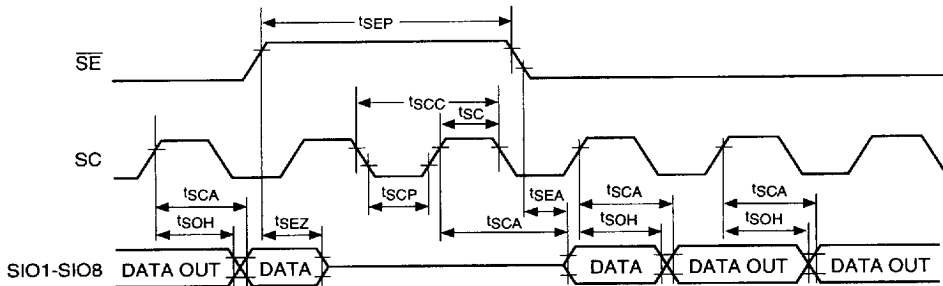 tSEP
SE
tSCC
tSC
SC
tSCA
tSCP
tSEA
tSCA
tSCA
tSOH
tSEZ
tSCA
tSOH
tSOH
SIO1-SIO8
DATA OUT
DATA
DATA
DATA OUT
DATA OUT